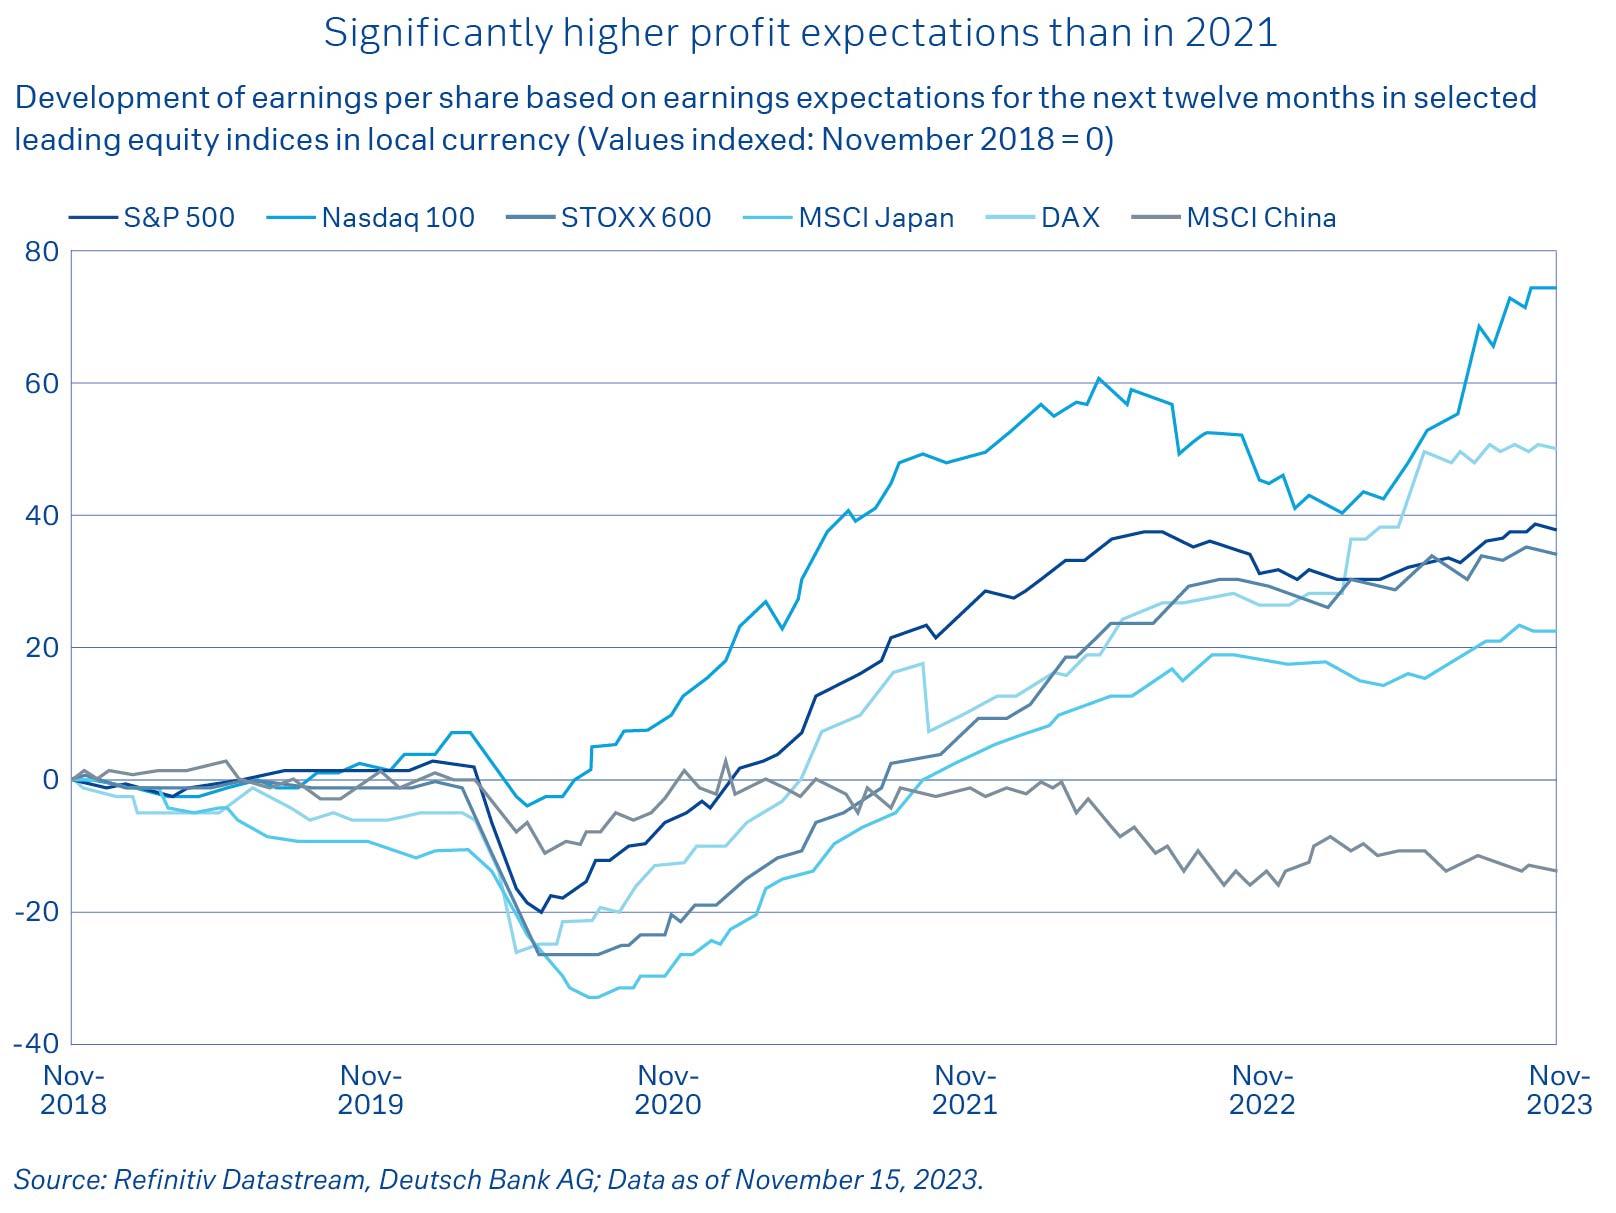 Significantly higher profit expectations than in 2021
Development of earnings per share based on earnings expectations for the next twelve months in selected
leading equity indices in local currency (Values indexed: November 2018 = 0)
S&P 500 Nasdaq 100 STOXX 600 MSCI Japan DAX MSCI China
80
60
40
20
0
-20
-40
Nov- Nov- Nov- Nov- Nov- Nov-
2018 2019 2020 2021 2022 2023
Source: Refinitiv Datastream, Deutsch Bank AG; Data as of November 15, 2023.